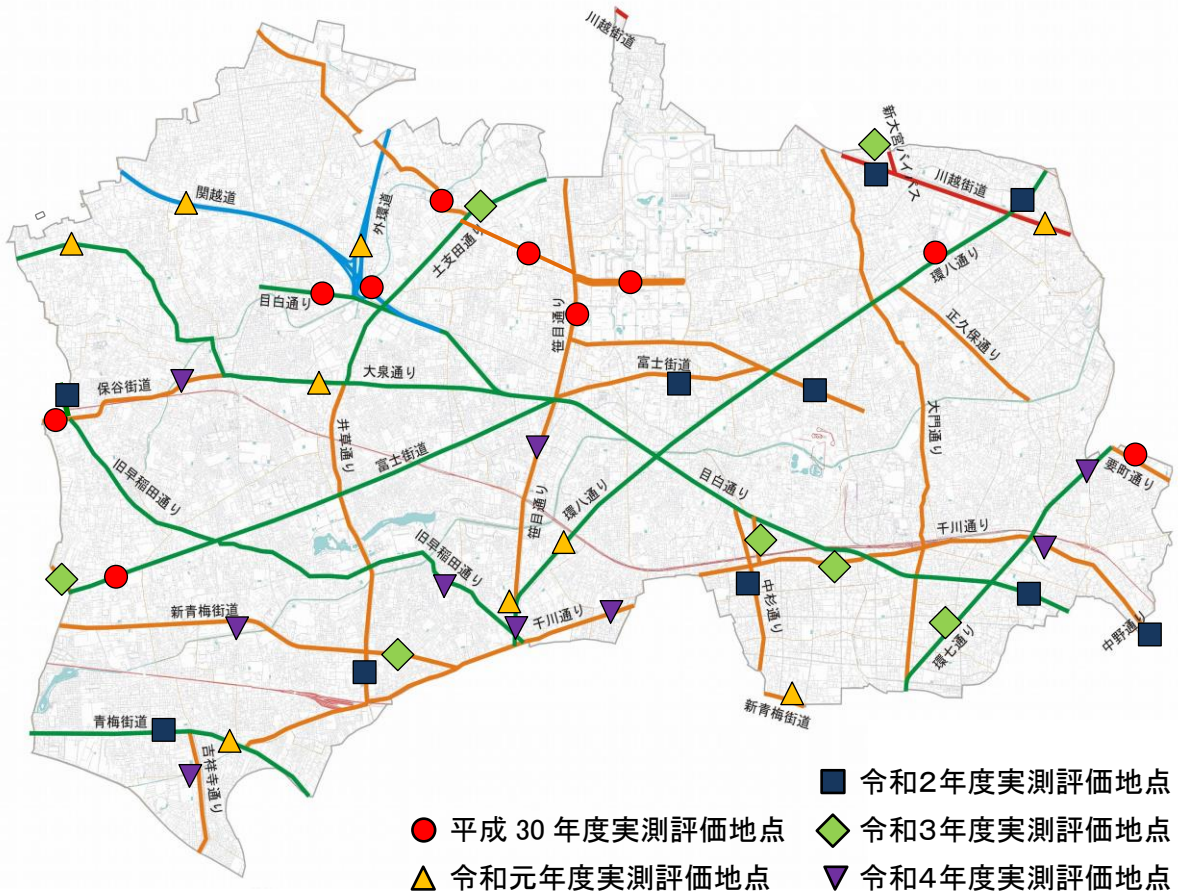 川越街道
新大宮バイパス
川越街道
関越道
外環道
土支田通り
環八通り
目白通り
笹目通り
正久保通り
富士街道
保谷街道
大泉通り
井草通り
大門通り
富士街道
旧早稲田通り
目白通り
要町通り
笹目通り
環八通り
千川通り
旧早稲田通り
中杉通り
新青梅街道
千川通り
環七通り
中野通り
新青梅街道
青梅街道
吉祥寺通り
令和2年度実測評価地点
平成 30 年度実測評価地点
令和3年度実測評価地点
令和元年度実測評価地点
令和4年度実測評価地点